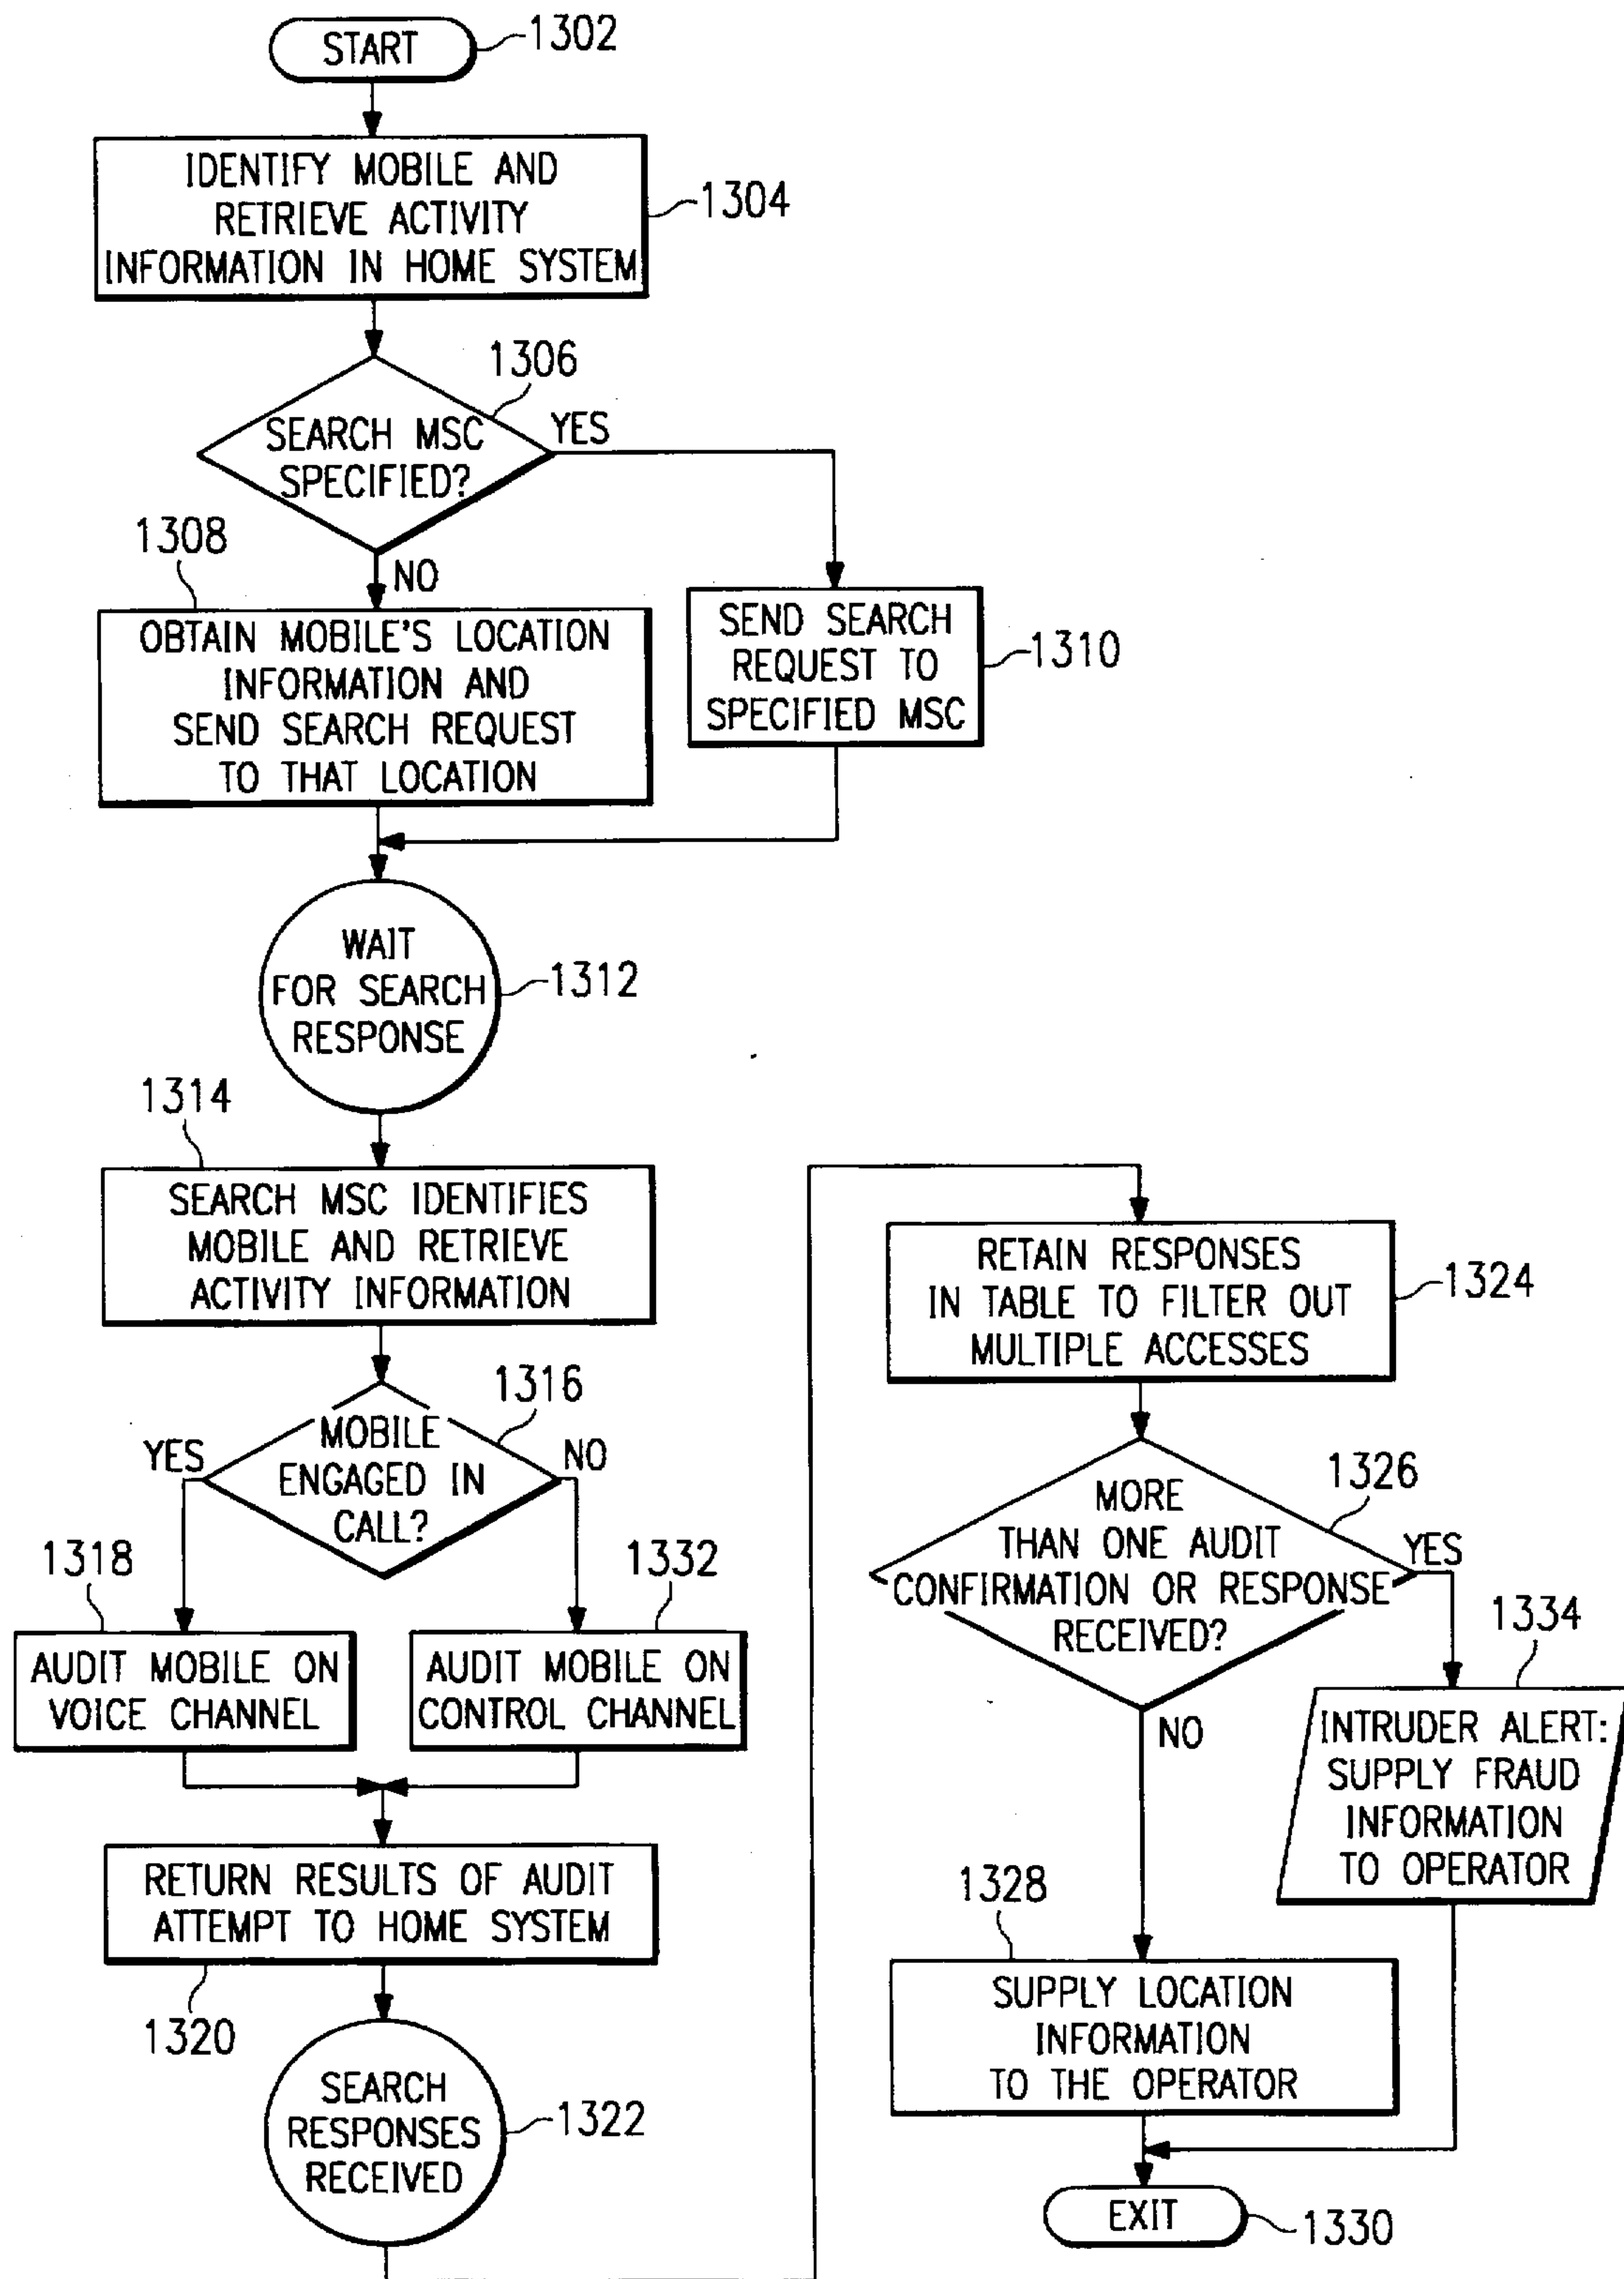 START
1302
IDENTIFY MOBILE AND
RETRIEVE ACTIVITY
INFORMATION IN HOME SYSTEM
1304
1306
SEARCH MSC
SPECIFIED?
YES
NO
1308
OBTAIN MOBILE'S LOCATION
INFORMATION AND
SEND SEARCH REQUEST
TO THAT LOCATION
SEND SEARCH
REQUEST TO
SPECIFIED MSC
1310
WAIT
FOR SEARCH
RESPONSE
1312
1314
SEARCH MSC IDENTIFIES
MOBILE AND RETRIEVE
ACTIVITY INFORMATION
1316
MOBILE
ENGAGED IN
CALL?
YES
NO
1318
AUDIT MOBILE ON
VOICE CHANNEL
1332
AUDIT MOBILE ON
CONTROL CHANNEL
RETURN RESULTS OF AUDIT
ATTEMPT TO HOME SYSTEM
1320
SEARCH
RESPONSES
RECEIVED
1322
RETAIN RESPONSES
IN TABLE TO FILTER OUT
MULTIPLE ACCESSES
1324
1326
MORE
THAN ONE AUDIT
CONFIRMATION OR RESPONSE
RECEIVED?
YES
NO
1334
INTRUDER ALERT:
SUPPLY FRAUD
INFORMATION
TO OPERATOR
1328
SUPPLY LOCATION
INFORMATION
TO THE OPERATOR
EXIT
1330